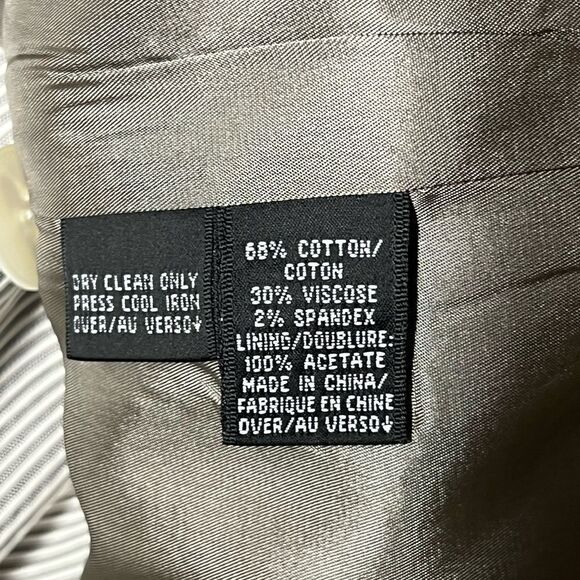 DRY CLEAN ONLY
PRESS COOL IRON
OVER/AU VERSO↓
68% COTTON/
COTON
30% VISCOSE
2% SPANDEX
LINING/DOUBLURE:
100% ACETATE
MADE IN CHINA/
FABRIQUE EN CHINE
OVER/AU VERSO↓